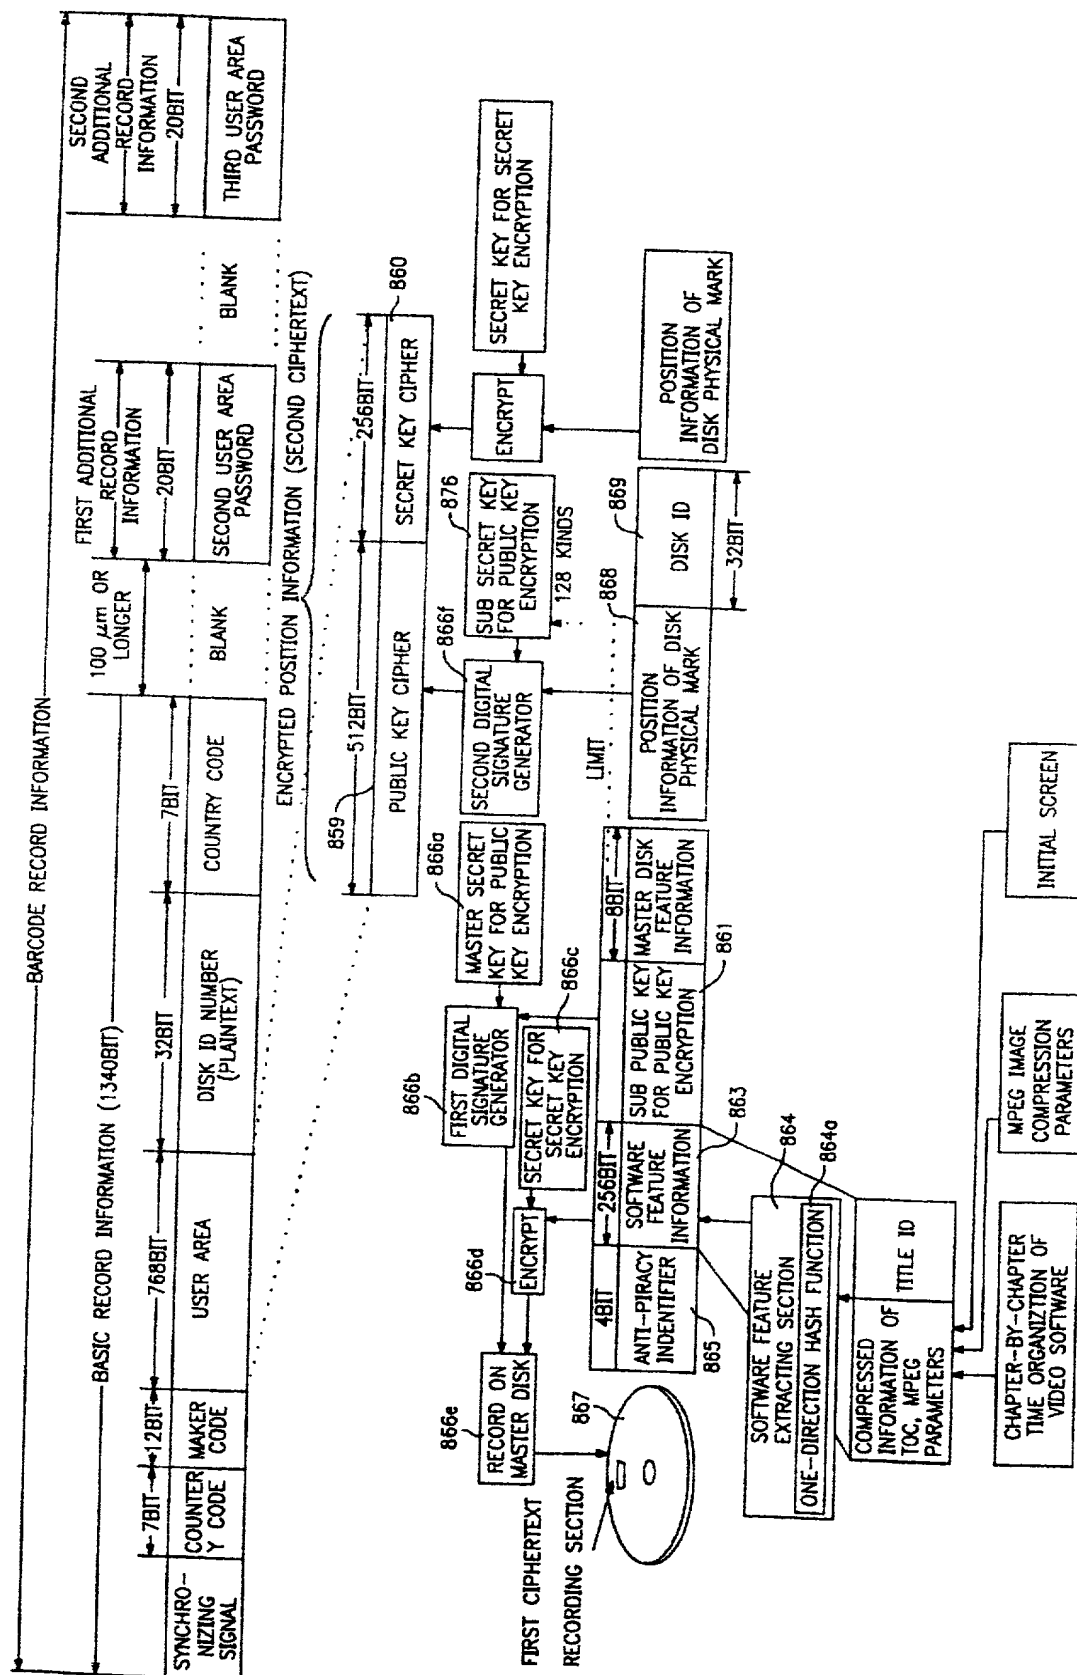 BARCODE RECORD INFORMATION
BASIC RECORD INFORMATION (1340BIT)
100 μm OR
LONGER
FIRST ADDITIONAL
RECORD
INFORMATION
SECOND
ADDITIONAL
RECORD
INFORMATION
7BIT
12BIT
768BIT
32BIT
7BIT
20BIT
20BIT
SYNCHRO-
NIZING
SIGNAL
COUNTER
Y CODE
MAKER
CODE
USER AREA
DISK ID NUMBER
(PLAINTEXT)
COUNTRY CODE
BLANK
SECOND USER AREA
PASSWORD
BLANK
THIRD USER AREA
PASSWORD
ENCRYPTED POSITION INFORMATION (SECOND CIPHERTEXT)
859
512BIT
256BIT
860
PUBLIC KEY CIPHER
SECRET KEY CIPHER
866e
RECORD ON
MASTER DISK
866d
ENCRYPT
866b
FIRST DIGITAL
SIGNATURE
GENERATOR
866c
SECRET KEY FOR
SECRET KEY
ENCRYPTION
866a
MASTER SECRET
KEY FOR PUBLIC
KEY ENCRYPTION
866f
SECOND DIGITAL
SIGNATURE
GENERATOR
876
SUB SECRET KEY
FOR PUBLIC KEY
ENCRYPTION
128 KINDS
ENCRYPT
SECRET KEY FOR SECRET
KEY ENCRYPTION
FIRST CIPHERTEXT
RECORDING SECTION
867
4BIT
256BIT
8BIT
LIMIT
ANTI-PIRACY
INDENTIFIER
865
SOFTWARE
FEATURE
INFORMATION
863
SUB PUBLIC KEY
FOR PUBLIC KEY
ENCRYPTION
861
MASTER DISK
FEATURE
INFORMATION
868
POSITION
INFORMATION OF DISK
PHYSICAL MARK
869
DISK ID
32BIT
POSITION
INFORMATION OF
DISK PHYSICAL MARK
864
SOFTWARE FEATURE
EXTRACTING SECTION
864a
ONE-DIRECTION HASH FUNCTION
COMPRESSED
INFORMATION OF
TOC, MPEG
PARAMETERS
TITLE ID
CHAPTER-BY-CHAPTER
TIME ORGANIZTION OF
VIDEO SOFTWARE
MPEG IMAGE
COMPRESSION
PARAMETERS
INITIAL SCREEN